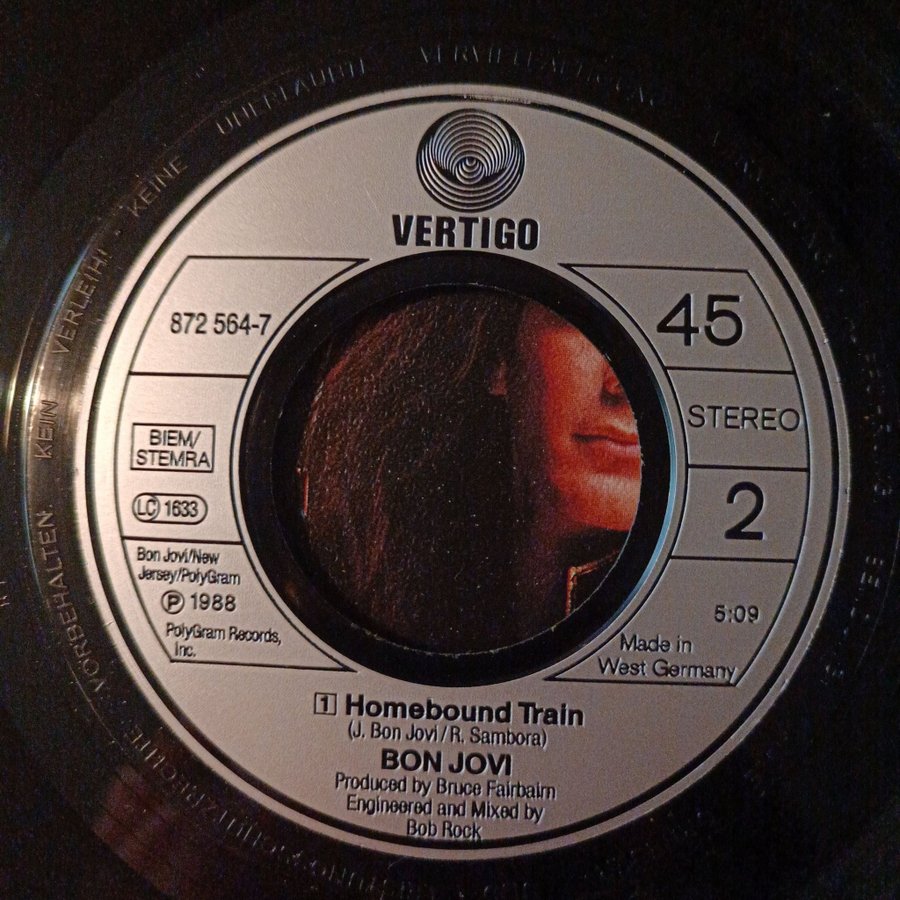 VERTIGO
872 564-7
BIEM/
STEMRA
LC 1633
Bon Jovi/New
Jersey/PolyGram
Ⓟ 1988
PolyGram Records,
Inc.
45
STEREO
2
5:09
Made in
West Germany
1 Homebound Train
(J. Bon Jovi/R. Sambora)
BON JOVI
Produced by Bruce Fairbairn
Engineered and Mixed by
Bob Rock
VORBEHALTEN KEIN VERLEIH! - KEINE UNERLAUBTE